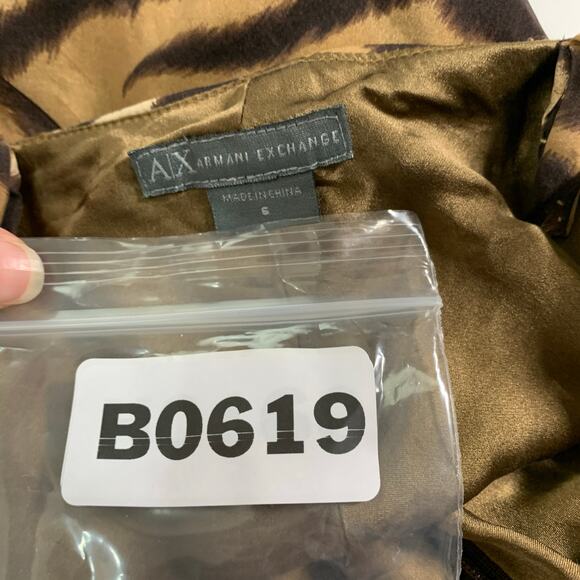 A|X ARMANI EXCHANGE
MADE IN CHINA
6
B0619